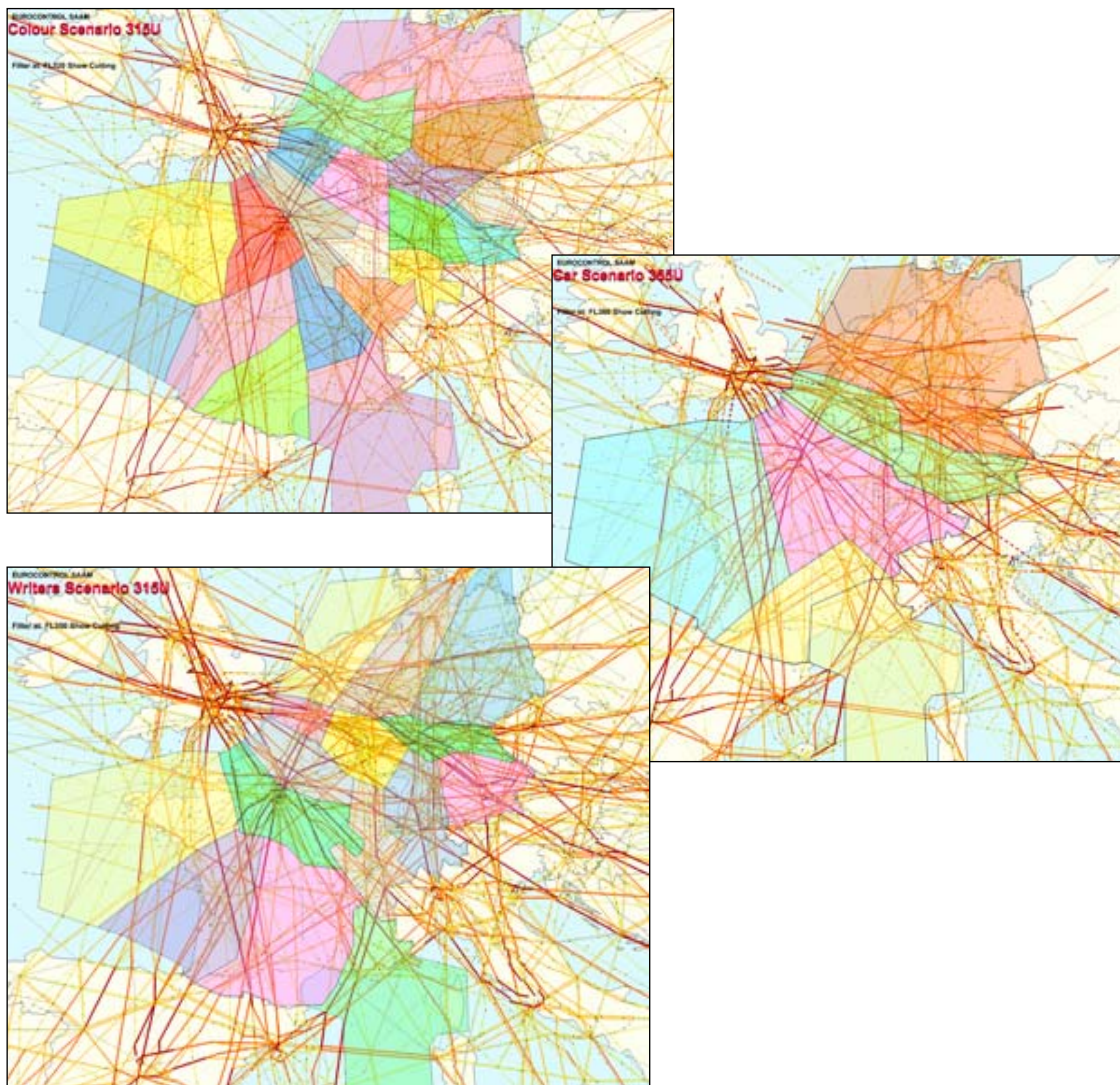 EUROCONTROL SAAM
Colour Scenario 315U
Filter at: FL300 Show Cutting
EUROCONTROL SAAM
Car Scenario 355U
Filter at: FL300 Show Cutting
EUROCONTROL SAAM
Writers Scenario 315U
Filter at: FL300 Show Cutting